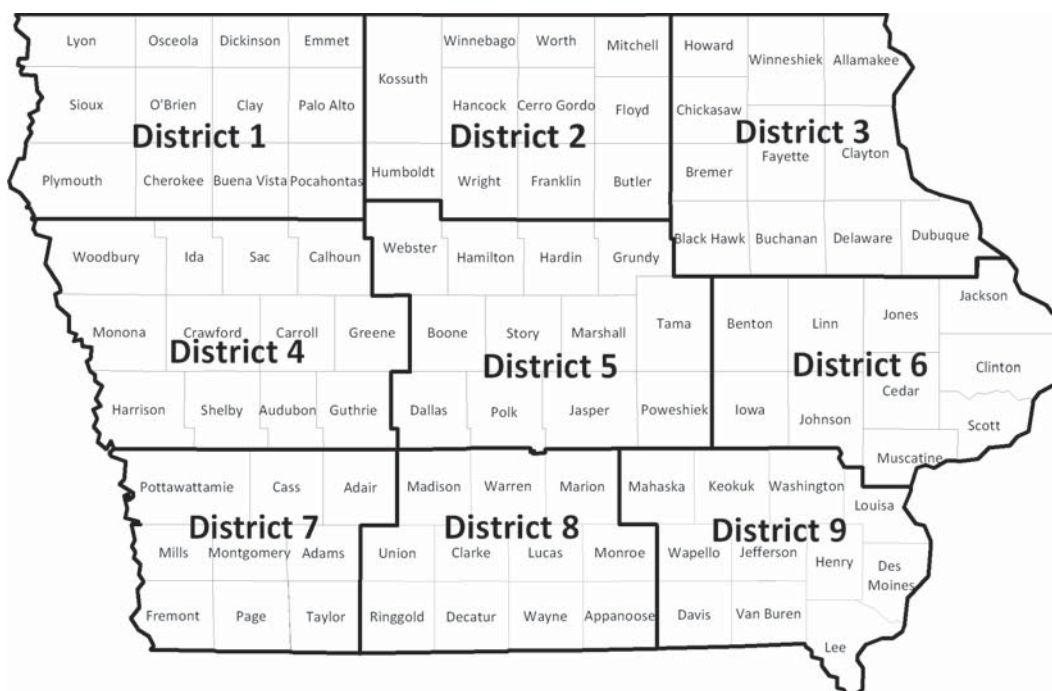 Lyon Osceola Dickinson Emmet
Sioux O'Brien Clay Palo Alto
District 1
Plymouth Cherokee Buena Vista Pocahontas
Kossuth Winnebago Worth Mitchell
Hancock Cerro Gordo Floyd
District 2
Humboldt Wright Franklin Butler
Howard Winneshiek Allamakee
Chickasaw
District 3
Bremer Fayette Clayton
Black Hawk Buchanan Delaware Dubuque
Woodbury Ida Sac Calhoun
Monona Crawford Carroll Greene
District 4
Harrison Shelby Audubon Guthrie
Webster Hamilton Hardin Grundy
Boone Story Marshall Tama
District 5
Dallas Polk Jasper Poweshiek
Benton Linn Jones Jackson
District 6
Clinton
Cedar
Iowa Johnson Scott
Muscatine
Pottawattamie Cass Adair
District 7
Mills Montgomery Adams
Fremont Page Taylor
Madison Warren Marion
District 8
Union Clarke Lucas Monroe
Ringgold Decatur Wayne Appanoose
Mahaska Keokuk Washington Louisa
District 9
Wapello Jefferson Henry Des
Moines
Davis Van Buren
Lee